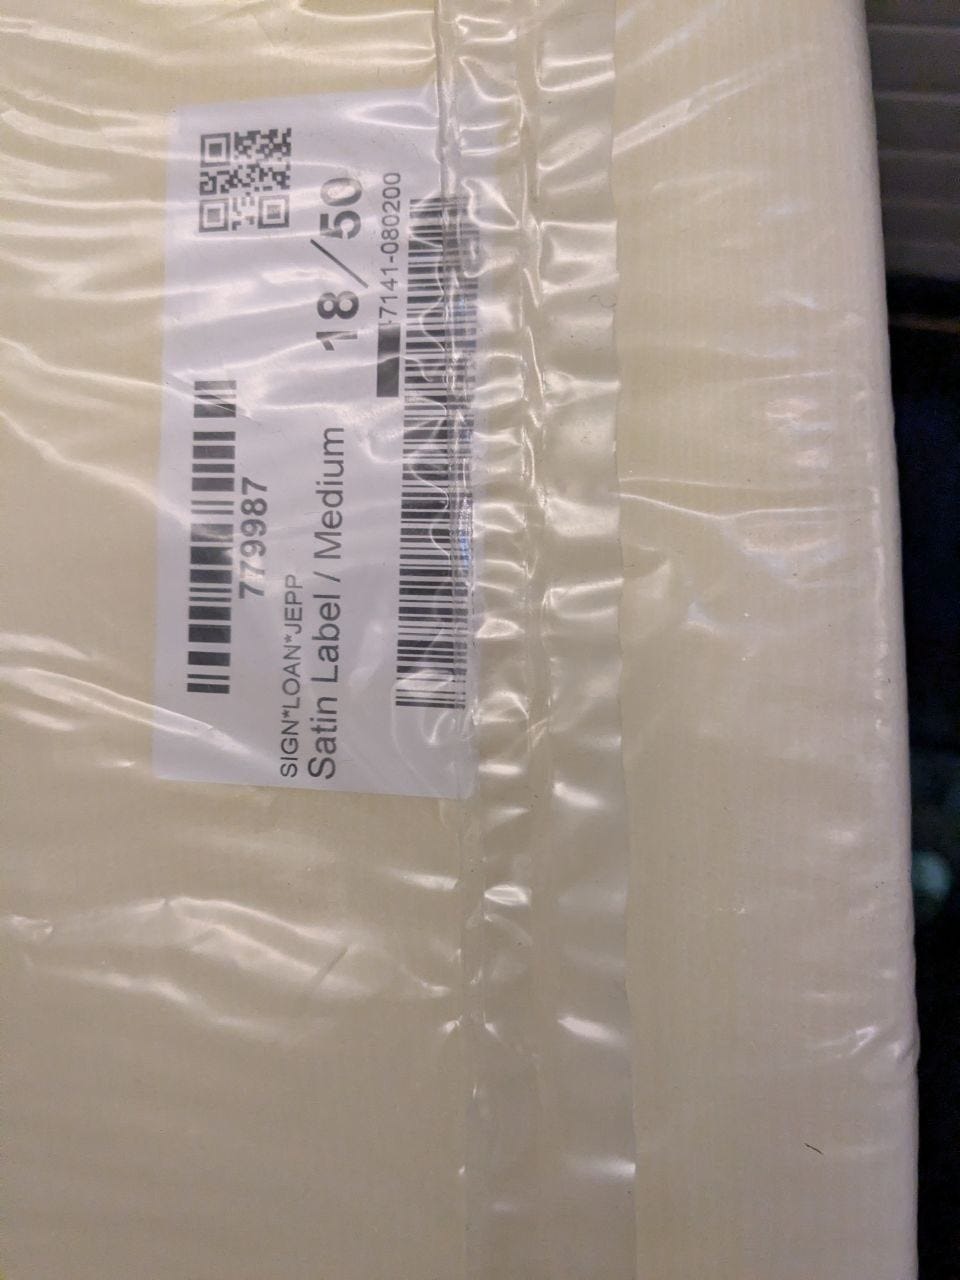 779987
SIGN*LOAN*JEPP
Satin Label / Medium
18/50
-7141-080200